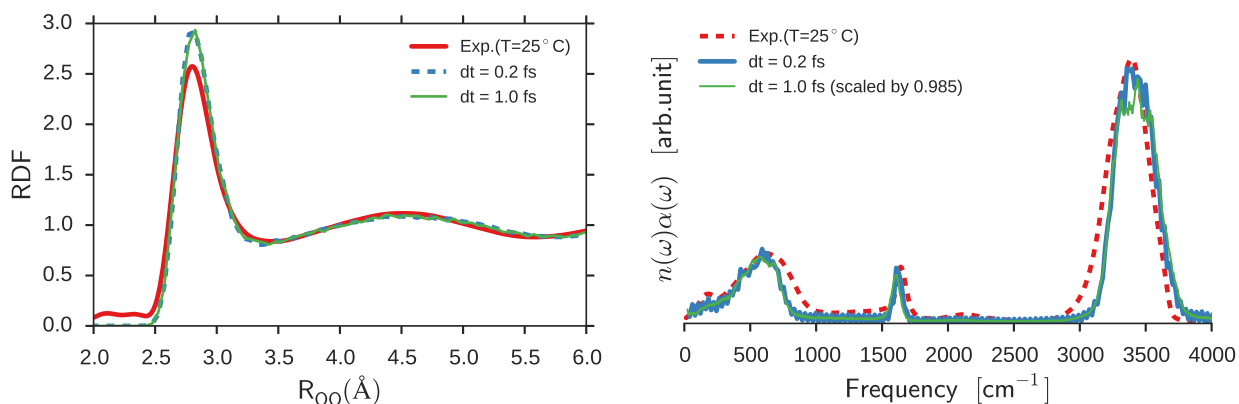 3.0
2.5
2.0
1.5
1.0
0.5
0.0
RDF
Exp.(T=25°C)
dt = 0.2 fs
dt = 1.0 fs
2.0 2.5 3.0 3.5 4.0 4.5 5.0 5.5 6.0
R_OO(Å)
n(ω)α(ω) [arb.unit]
Exp.(T=25°C)
dt = 0.2 fs
dt = 1.0 fs (scaled by 0.985)
0 500 1000 1500 2000 2500 3000 3500 4000
Frequency [cm⁻¹]